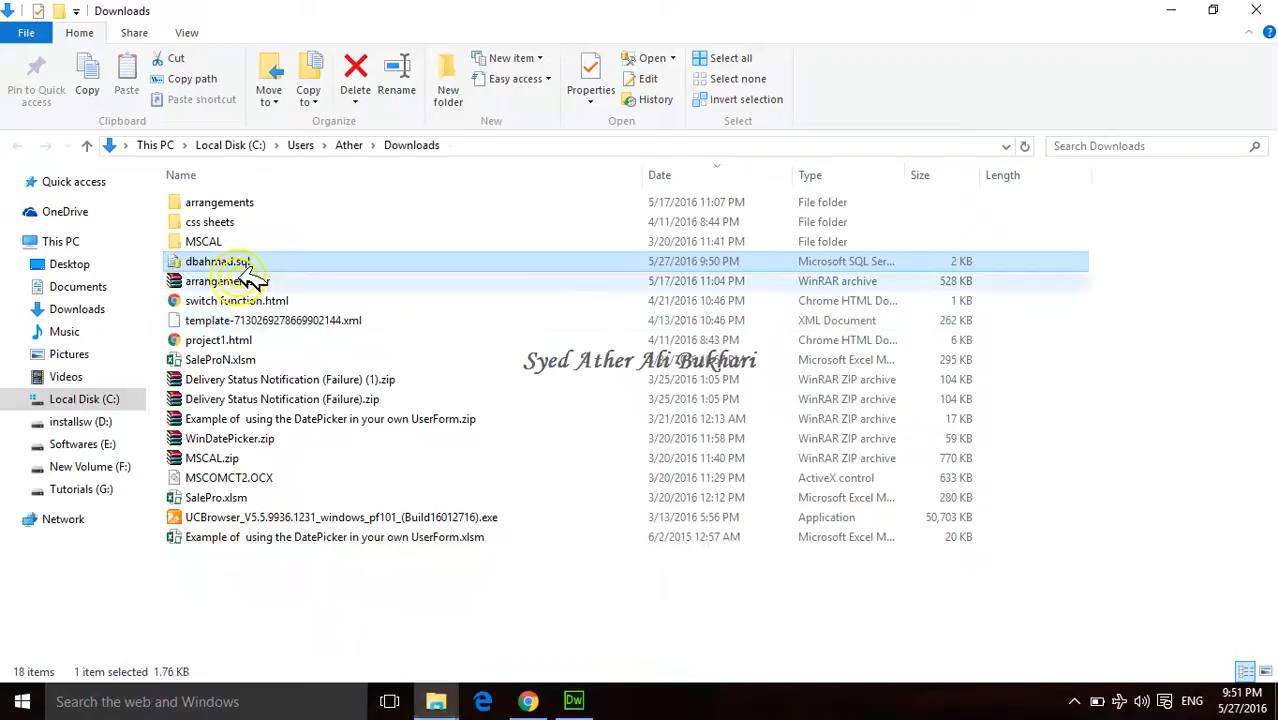 Downloads
File Home Share View
Pin to Quick access
Copy
Paste
Cut
Copy path
Paste shortcut
Clipboard
Move to
Copy to
Delete
Rename
Organize
New folder
New item
Easy access
New
Properties
Open
Edit
History
Open
Select all
Select none
Invert selection
Select
This PC Local Disk (C:) Users Ather Downloads
Search Downloads
Name Date Type Size Length
Quick access
OneDrive
This PC
Desktop
Documents
Downloads
Music
Pictures
Videos
Local Disk (C:)
installsw (D:)
Softwares (E:)
New Volume (F:)
Tutorials (G:)
Network
arrangements 5/17/2016 11:07 PM File folder
css sheets 4/11/2016 8:44 PM File folder
MSCAL 3/20/2016 11:41 PM File folder
dbahmad.sql 5/27/2016 9:50 PM Microsoft SQL Ser... 2 KB
5/17/2016 11:04 PM WinRAR archive 528 KB
switch function.html 4/21/2016 10:46 PM Chrome HTML Do... 1 KB
template-7130269278669902144.xml 4/13/2016 10:46 PM XML Document 262 KB
project1.html 4/11/2016 8:43 PM Chrome HTML Do... 6 KB
SaleProN.xlsm 1:05 PM Microsoft Excel M... 295 KB
Syed Ather Ali Bukhari
Delivery Status Notification (Failure) (1).zip 3/25/2016 1:05 PM WinRAR ZIP archive 104 KB
Delivery Status Notification (Failure).zip 3/25/2016 1:05 PM WinRAR ZIP archive 104 KB
Example of using the DatePicker in your own UserForm.zip 3/21/2016 12:13 AM WinRAR ZIP archive 17 KB
WinDatePicker.zip 3/20/2016 11:58 PM WinRAR ZIP archive 59 KB
MSCAL.zip 3/20/2016 11:40 PM WinRAR ZIP archive 770 KB
MSCOMCT2.OCX 3/20/2016 11:29 PM ActiveX control 633 KB
SalePro.xlsm 3/20/2016 12:12 PM Microsoft Excel M... 280 KB
UCBrowser_V5.5.9936.1231_windows_pf101_(Build16012716).exe 3/13/2016 5:56 PM Application 50,703 KB
Example of using the DatePicker in your own UserForm.xlsm 6/2/2015 12:57 AM Microsoft Excel M... 20 KB
18 items 1 item selected 1.76 KB
Search the web and Windows
Dw
ENG
9:51 PM
5/27/2016